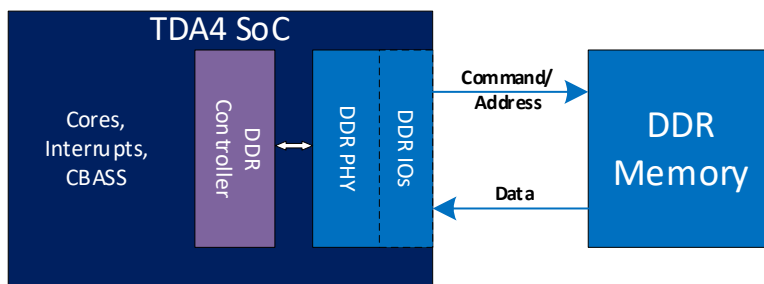 TDA4 SoC
Cores,
Interrupts,
CBASS
DDR
Controller
DDR PHY
DDR IOs
Command/
Address
Data
DDR
Memory